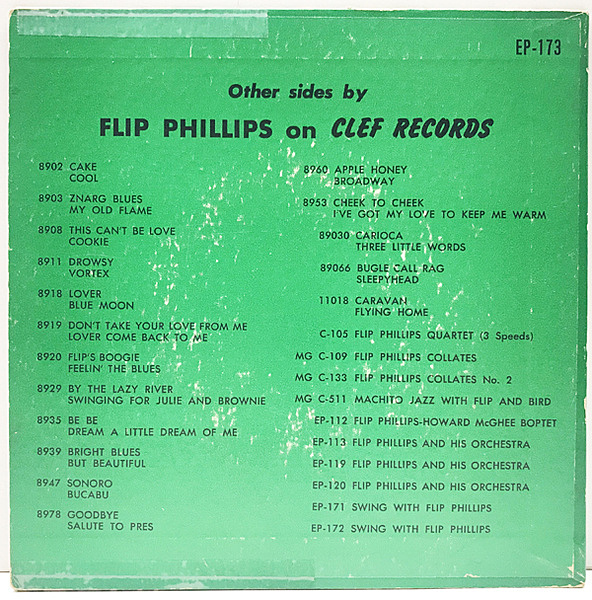 EP-173
Other sides by
FLIP PHILLIPS on CLEF RECORDS
8902 CAKE
COOL
8903 ZNARG BLUES
MY OLD FLAME
8908 THIS CAN'T BE LOVE
COOKIE
8911 DROWSY
VORTEX
8918 LOVER
BLUE MOON
8919 DON'T TAKE YOUR LOVE FROM ME
LOVER COME BACK TO ME
8920 FLIP'S BOOGIE
FEELIN' THE BLUES
8929 BY THE LAZY RIVER
SWINGING FOR JULIE AND BROWNIE
8935 BE BE
DREAM A LITTLE DREAM OF ME
8939 BRIGHT BLUES
BUT BEAUTIFUL
8947 SONORO
BUCABU
8978 GOODBYE
SALUTE TO PRES
8960 APPLE HONEY
BROADWAY
8953 CHEEK TO CHEEK
I'VE GOT MY LOVE TO KEEP ME WARM
89030 CARIOCA
THREE LITTLE WORDS
89066 BUGLE CALL RAG
SLEEPYHEAD
11018 CARAVAN
FLYING HOME
C-105 FLIP PHILLIPS QUARTET (3 Speeds)
MG C-109 FLIP PHILLIPS COLLATES
MG C-133 FLIP PHILLIPS COLLATES No. 2
MG C-511 MACHITO JAZZ WITH FLIP AND BIRD
EP-112 FLIP PHILLIPS-HOWARD McGHEE BOPTET
EP-113 FLIP PHILLIPS AND HIS ORCHESTRA
EP-119 FLIP PHILLIPS AND HIS ORCHESTRA
EP-120 FLIP PHILLIPS AND HIS ORCHESTRA
EP-171 SWING WITH FLIP PHILLIPS
EP-172 SWING WITH FLIP PHILLIPS